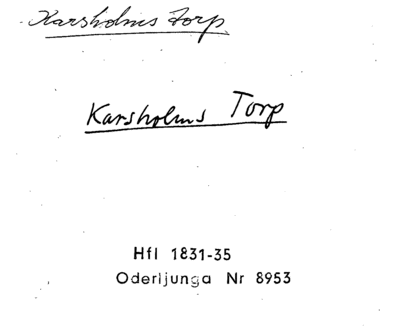 Karsholms Torp
Karsholms Torp
Hfl 1831-35
Oderljunga Nr 8953